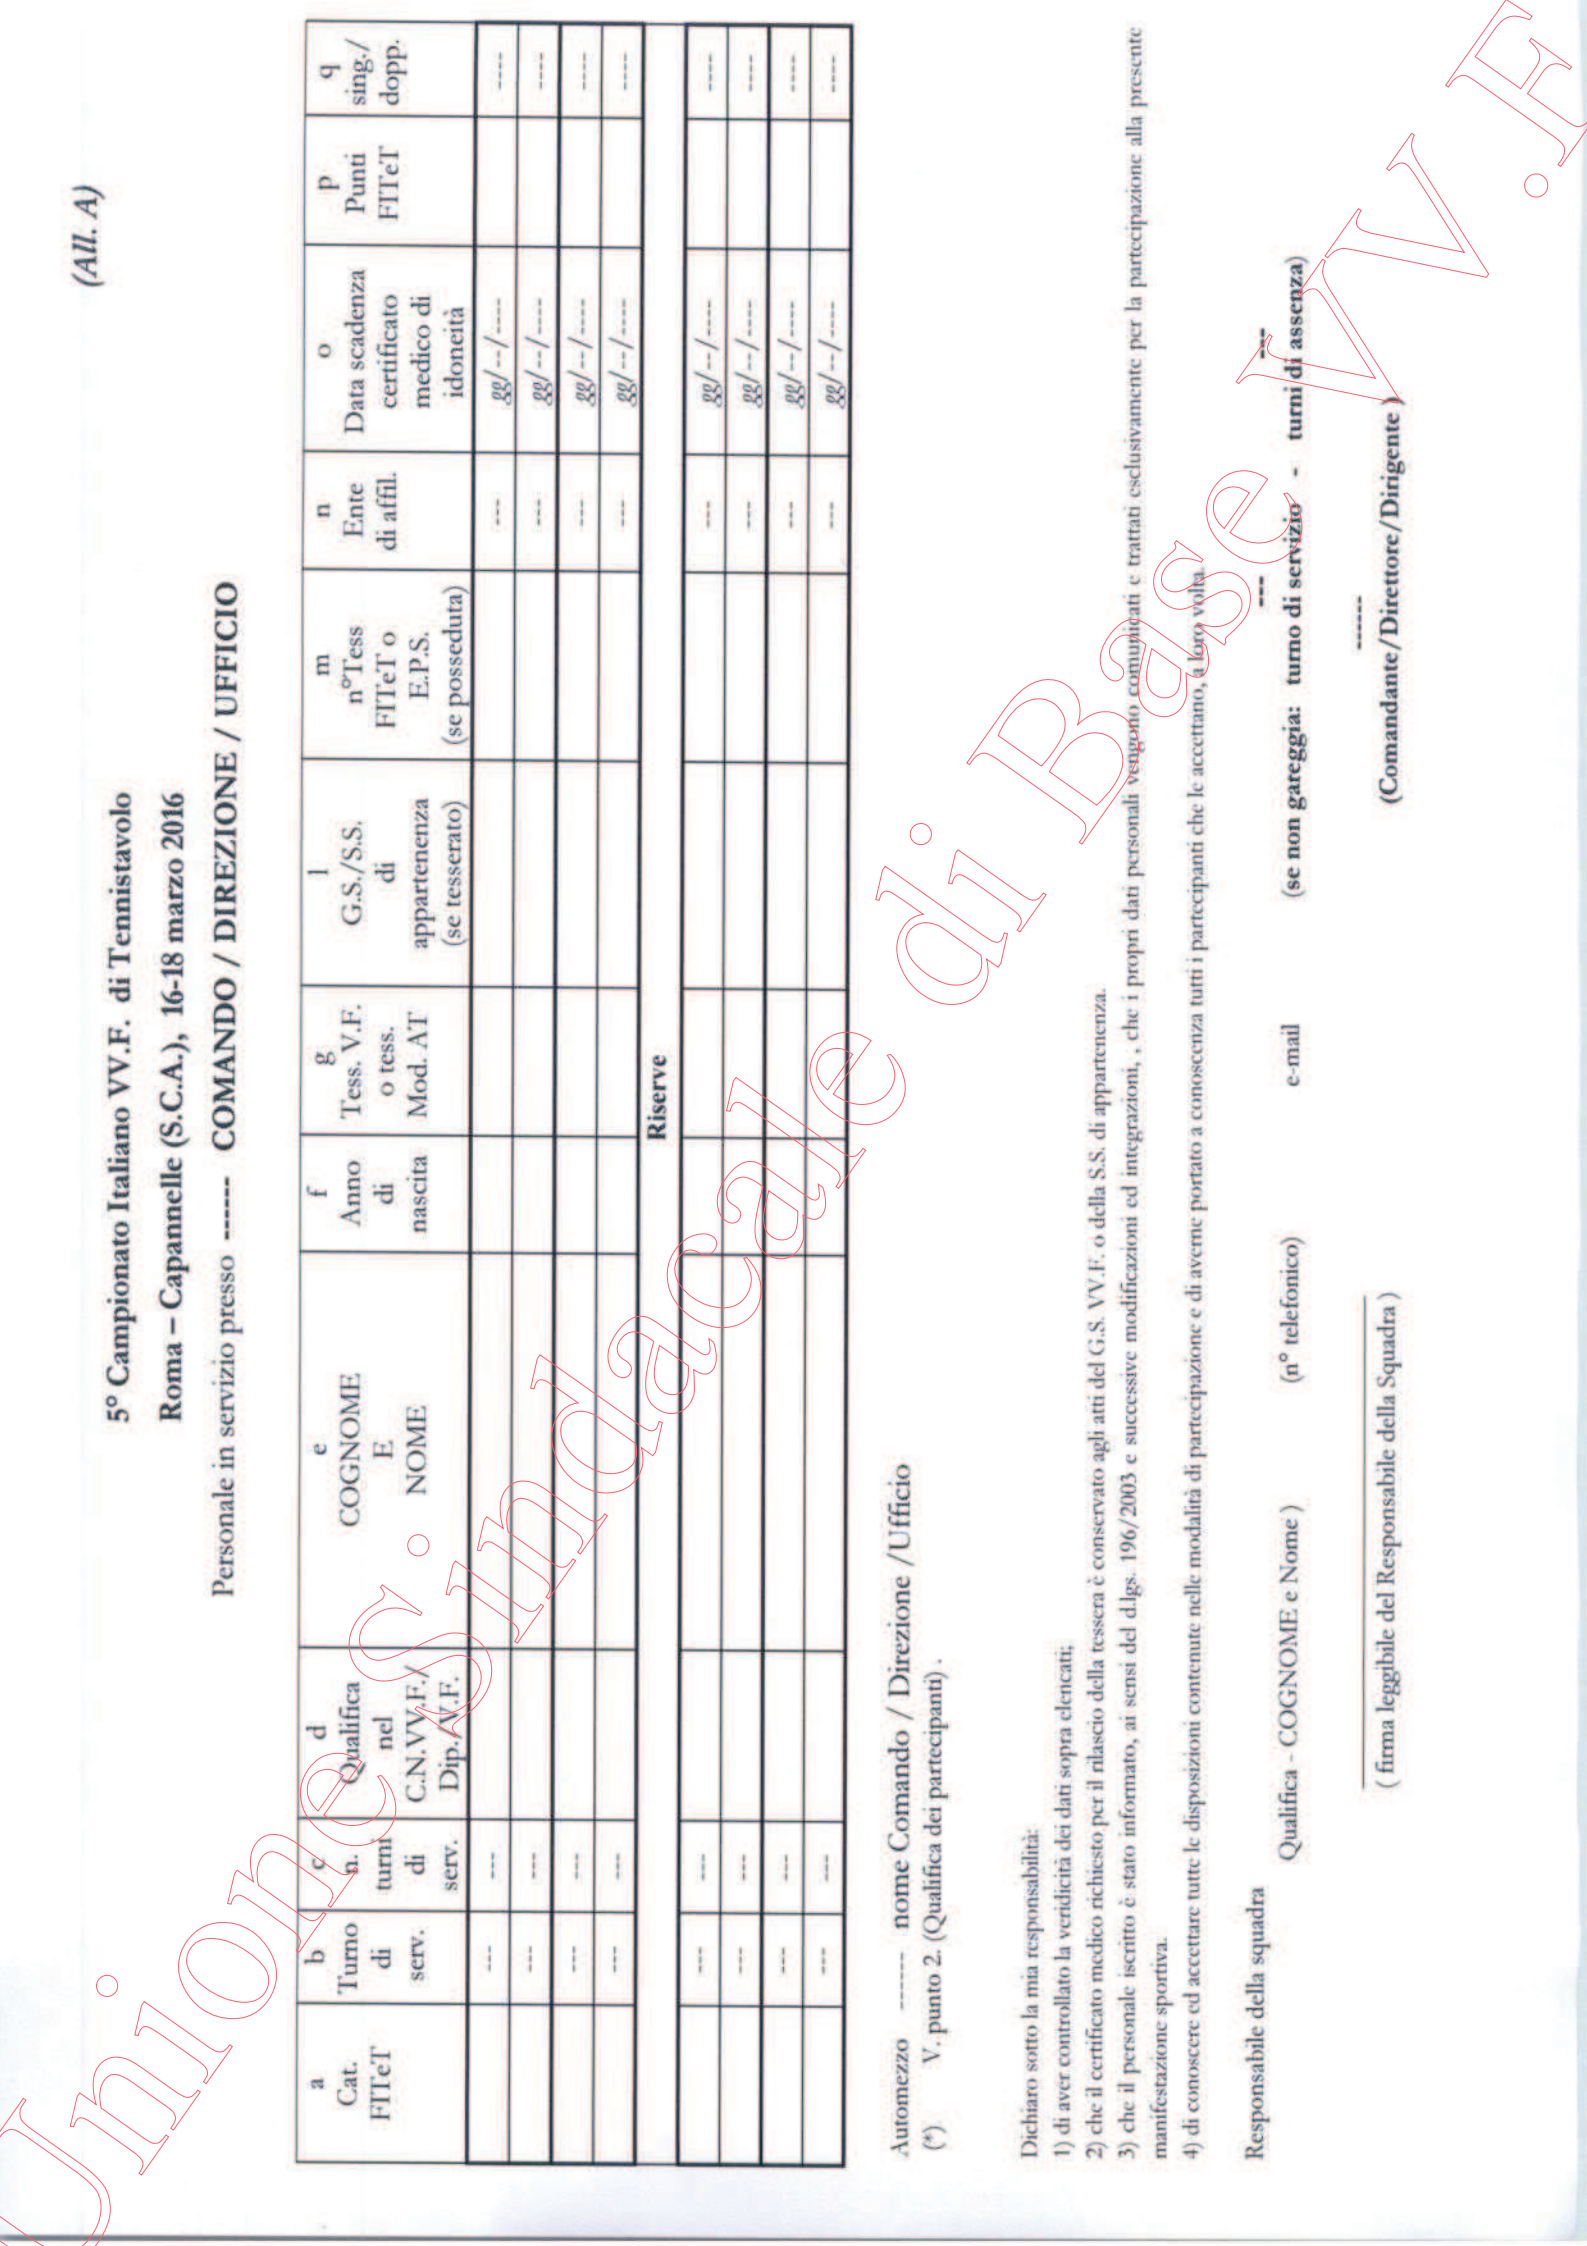 (All. A)
5° Campionato Italiano VV.F. di Tennistavolo
Roma – Capannelle (S.C.A.), 16-18 marzo 2016
Personale in servizio presso ------ COMANDO / DIREZIONE / UFFICIO
a Cat. FITeT
b Turno di serv.
c n. turni di serv.
d Qualifica nel C.N.VV.F./ Dip./V.F.
e COGNOME E NOME
f Anno di nascita
g Tess. V.F. o tess. Mod. AT
l G.S./S.S. di appartenenza (se tesserato)
m n°Tess FITeT o E.P.S. (se posseduta)
n Ente di affil.
o Data scadenza certificato medico di idoneità
p Punti FITeT
q sing./ dopp.
--- --- --- gg/--/---- ----
--- --- --- gg/--/---- ----
--- --- --- gg/--/---- ----
--- --- --- gg/--/---- ----
Riserve
--- --- --- gg/--/---- ----
--- --- --- gg/--/---- ----
--- --- --- gg/--/---- ----
--- --- --- gg/--/---- ----
Automezzo ------ nome Comando / Direzione /Ufficio
(*) V. punto 2. (Qualifica dei partecipanti) .
Dichiaro sotto la mia responsabilità:
1) di aver controllato la veridicità dei dati sopra elencati;
2) che il certificato medico richiesto per il rilascio della tessera è conservato agli atti del G.S. VV.F. o della S.S. di appartenenza.
3) che il personale iscritto è stato informato, ai sensi del d.lgs. 196/2003 e successive modificazioni ed integrazioni, , che i propri dati personali vengono comunicati e trattati esclusivamente per la partecipazione alla presente
manifestazione sportiva.
4) di conoscere ed accettare tutte le disposizioni contenute nelle modalità di partecipazione e di averne portato a conoscenza tutti i partecipanti che le accettano, a loro volta.
Responsabile della squadra
--- ---
Qualifica - COGNOME e Nome ) (n° telefonico) e-mail (se non gareggia: turno di servizio - turni di assenza)
------
( firma leggibile del Responsabile della Squadra ) (Comandante/Direttore/Dirigente )
Unione Sindacale di Base VV.F